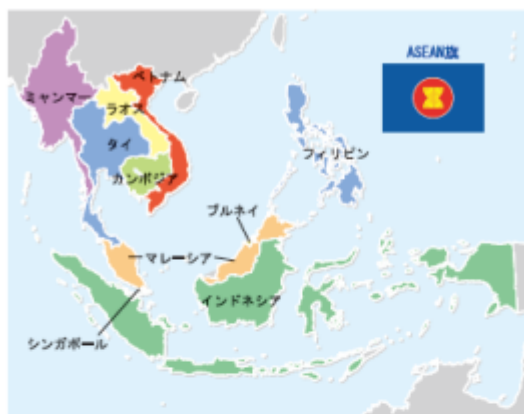 ASEAN旗
ベトナム
ミャンマー
ラオス
タイ
フィリピン
カンボジア
ブルネイ
マレーシア
インドネシア
シンガポール